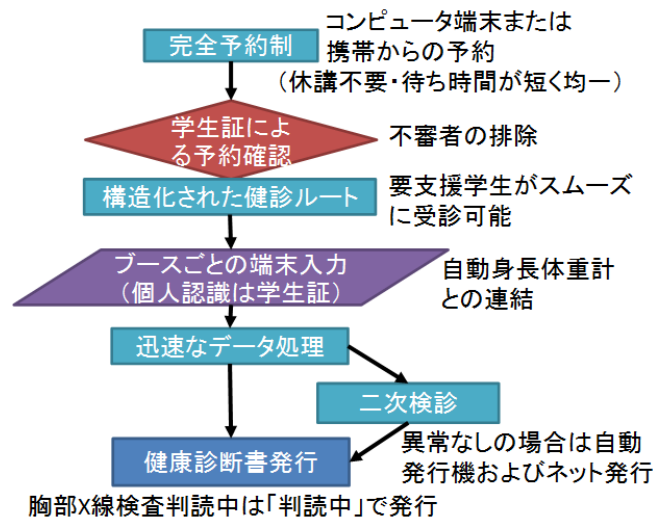 完全予約制
コンピュータ端末または
携帯からの予約
（休講不要・待ち時間が短く均一）
学生証によ
る予約確認
不審者の排除
構造化された健診ルート
要支援学生がスムーズ
に受診可能
ブースごとの端末入力
（個人認識は学生証）
自動身長体重計
との連結
迅速なデータ処理
二次検診
健康診断書発行
異常なしの場合は自動
発行機およびネット発行
胸部X線検査判読中は「判読中」で発行